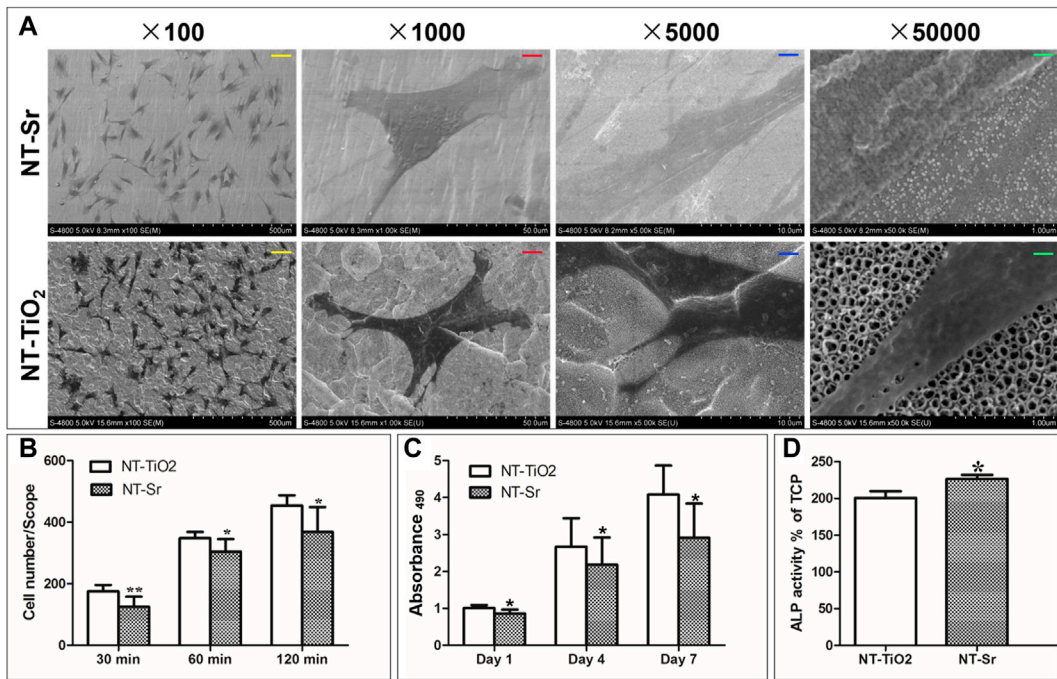 A
×100
×1000
×5000
×50000
NT-Sr
S-4800 5.0kV 8.3mm x100 SE(M)
500um
S-4800 5.0kV 8.3mm x1.00k SE(M)
50.0um
S-4800 5.0kV 8.2mm x5.00k SE(M)
10.0um
S-4800 5.0kV 8.2mm x50.0k SE(M)
1.00um
NT-TiO2
S-4800 5.0kV 15.6mm x100 SE(U)
500um
S-4800 5.0kV 15.6mm x1.00k SE(U)
50.0um
S-4800 5.0kV 15.6mm x5.00k SE(U)
10.0um
S-4800 5.0kV 15.6mm x50.0k SE(U)
1.00um
B
Cell number/Scope
600
400
200
0
NT-TiO2
NT-Sr
**
*
*
30 min
60 min
120 min
C
Absorbance 490
5
4
3
2
1
0
NT-TiO2
NT-Sr
*
*
*
Day 1
Day 4
Day 7
D
ALP activity % of TCP
250
200
150
100
50
0
*
NT-TiO2
NT-Sr